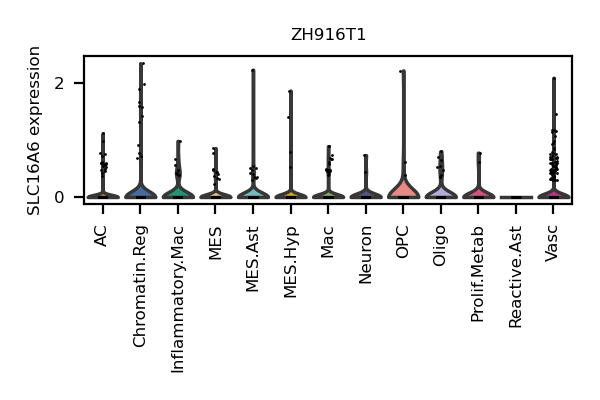 ZH916T1
SLC16A6 expression
2
0
AC
Chromatin.Reg
Inflammatory.Mac
MES
MES.Ast
MES.Hyp
Mac
Neuron
OPC
Oligo
Prolif.Metab
Reactive.Ast
Vasc